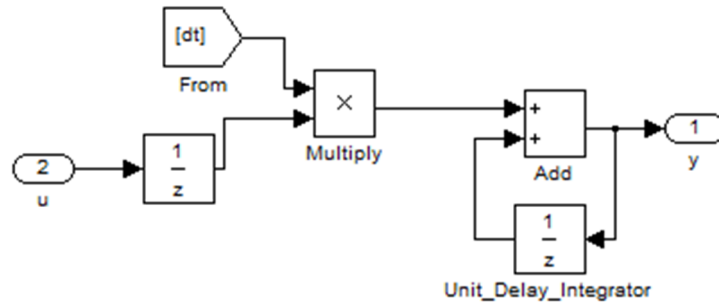 [dt]
From
×
Multiply
2
u
1
z
+
+
Add
1
y
1
z
Unit_Delay_Integrator